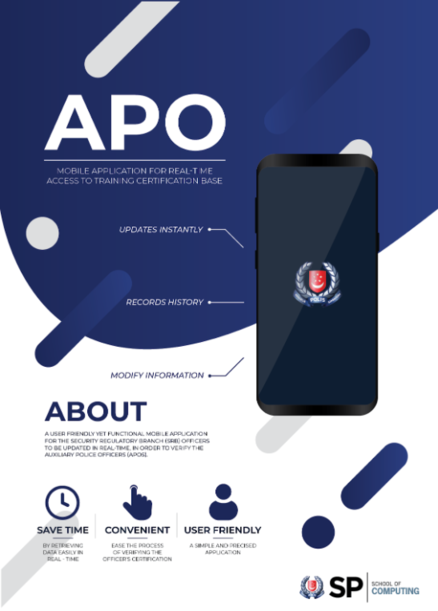 APO
MOBILE APPLICATION FOR REAL-TIME
ACCESS TO TRAINING CERTIFICATION BASE
UPDATES INSTANTLY
RECORDS HISTORY
POLIS
MODIFY INFORMATION
ABOUT
A USER FRIENDLY YET FUNCTIONAL MOBILE APPLICATION
FOR THE SECURITY REGULATORY BRANCH (SRB) OFFICERS
TO BE UPDATED IN REAL-TIME, IN ORDER TO VERIFY THE
AUXILIARY POLICE OFFICERS (APOS).
SAVE TIME
BY RETRIEVING
DATA EASILY IN
REAL - TIME
CONVENIENT
EASE THE PROCESS
OF VERIFYING THE
OFFICER'S CERTIFICATION
USER FRIENDLY
A SIMPLE AND PRECISED
APPLICATION
SP
SCHOOL OF
COMPUTING